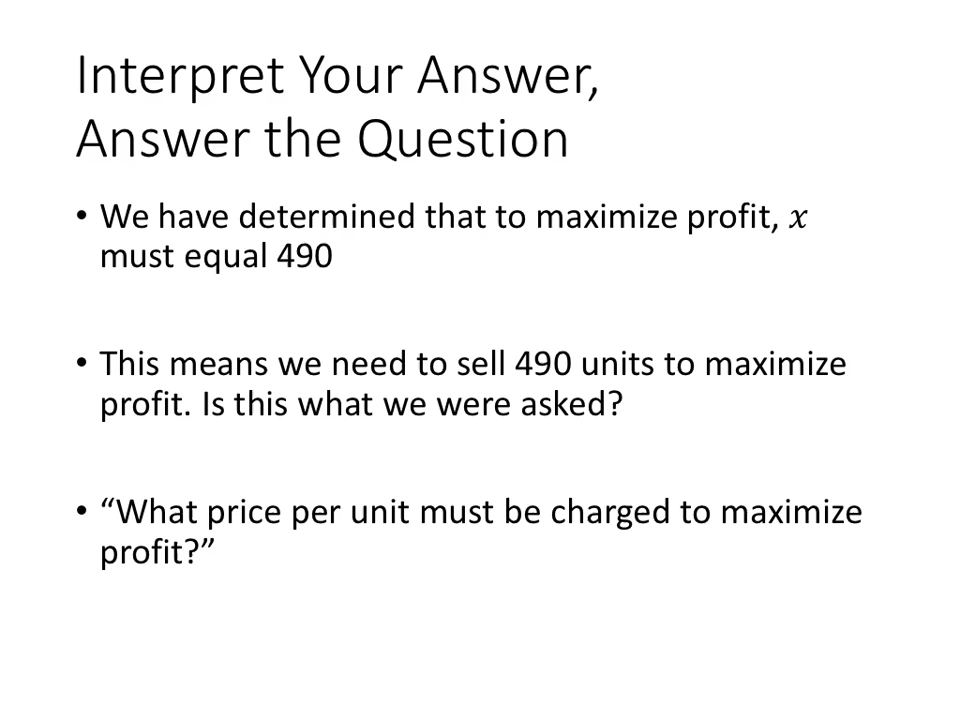 Interpret Your Answer,
Answer the Question
• We have determined that to maximize profit, 𝑥
must equal 490
• This means we need to sell 490 units to maximize
profit. Is this what we were asked?
• “What price per unit must be charged to maximize
profit?”